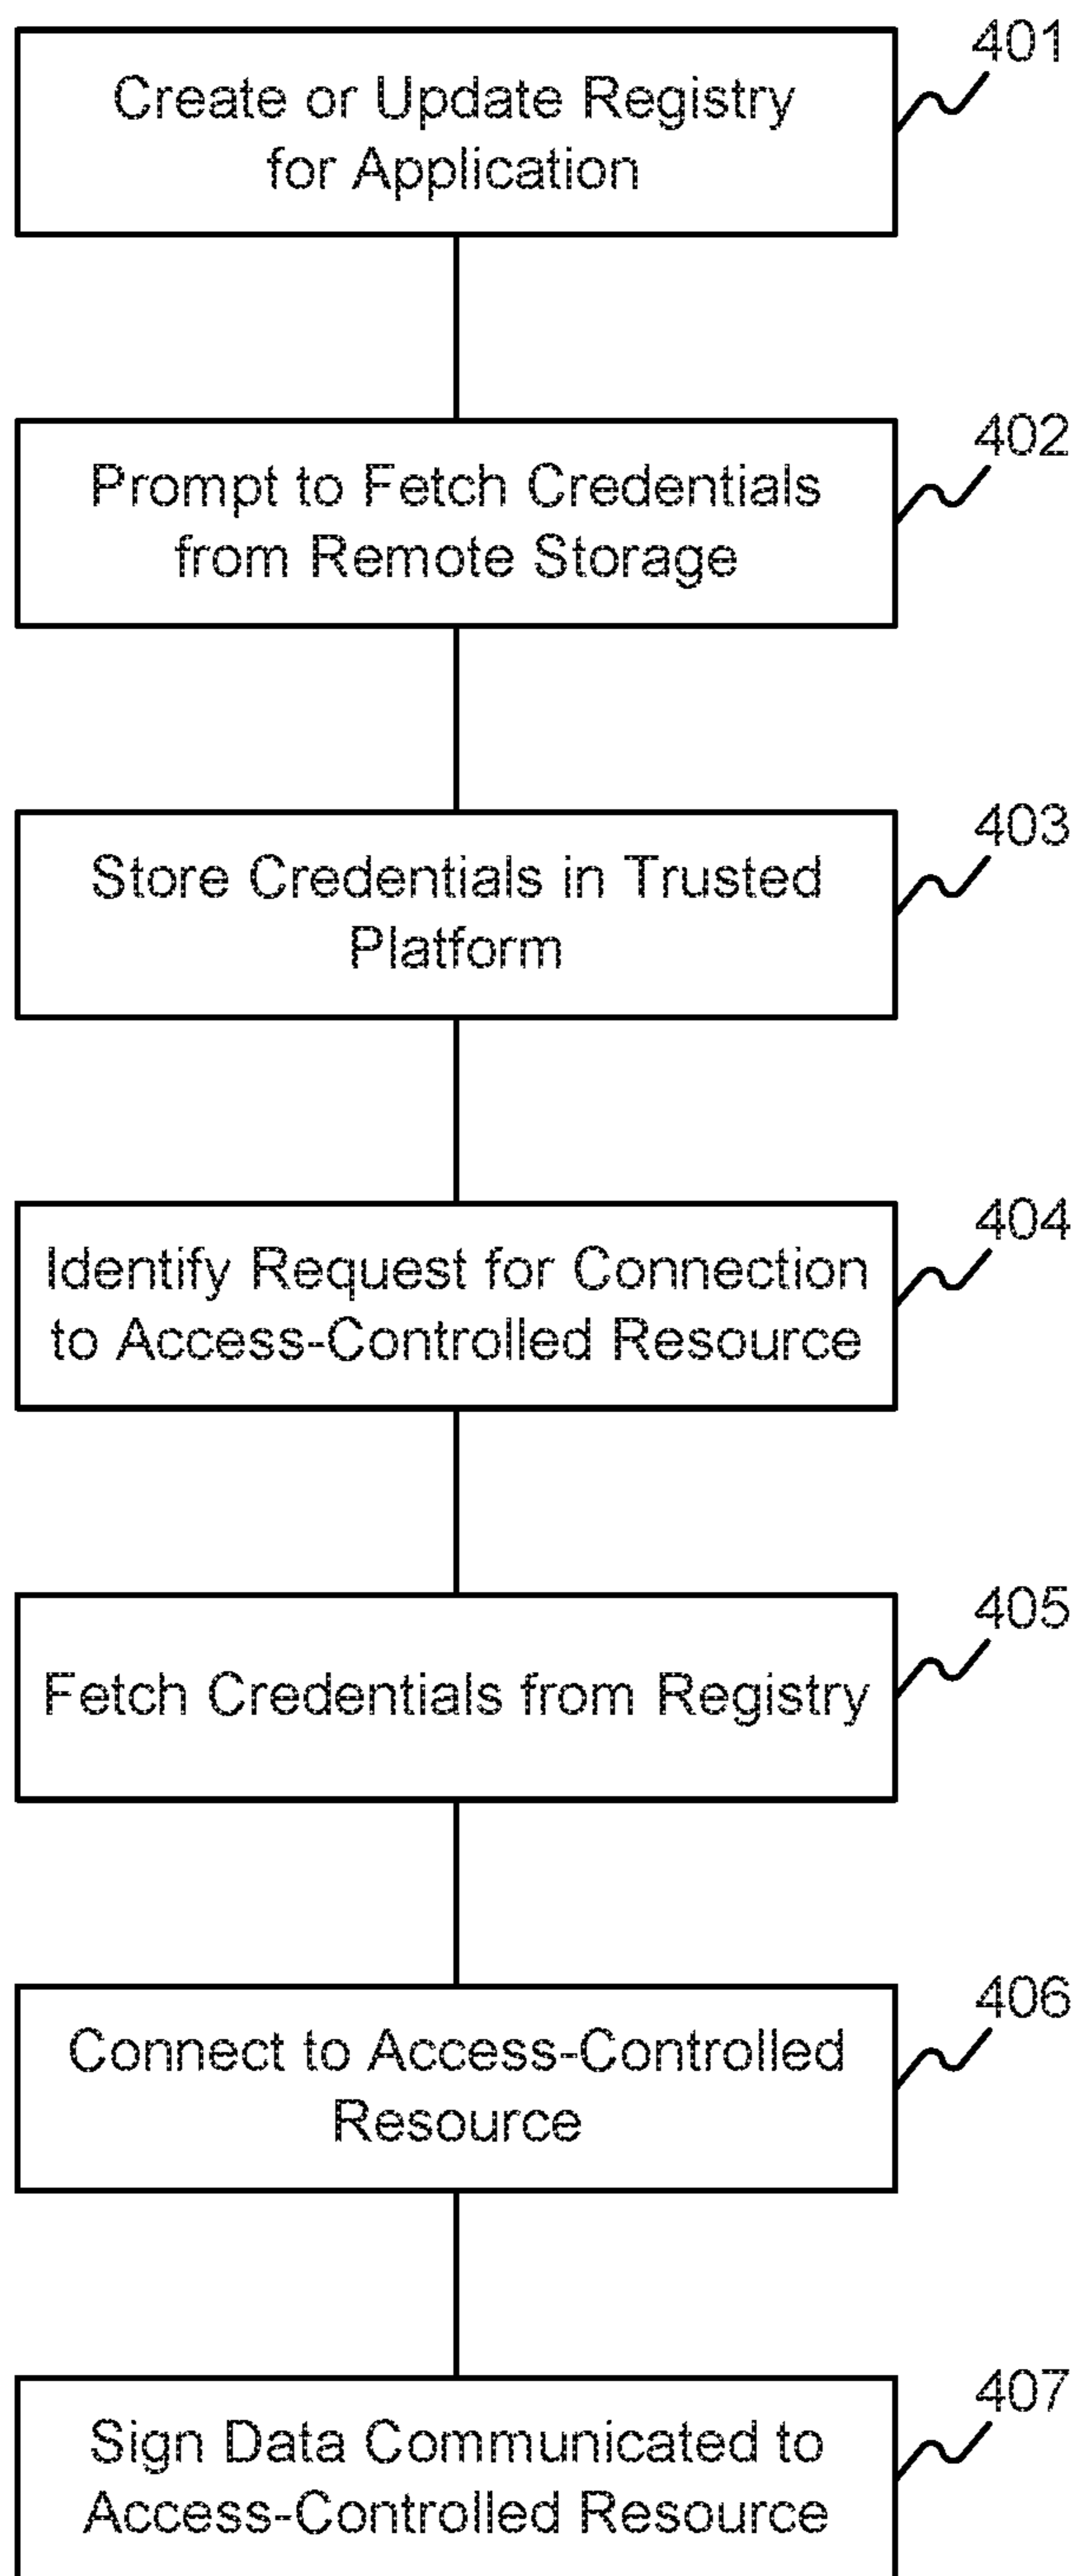 401
Create or Update Registry
for Application
402
Prompt to Fetch Credentials
from Remote Storage
403
Store Credentials in Trusted
Platform
404
Identify Request for Connection
to Access-Controlled Resource
405
Fetch Credentials from Registry
406
Connect to Access-Controlled
Resource
407
Sign Data Communicated to
Access-Controlled Resource